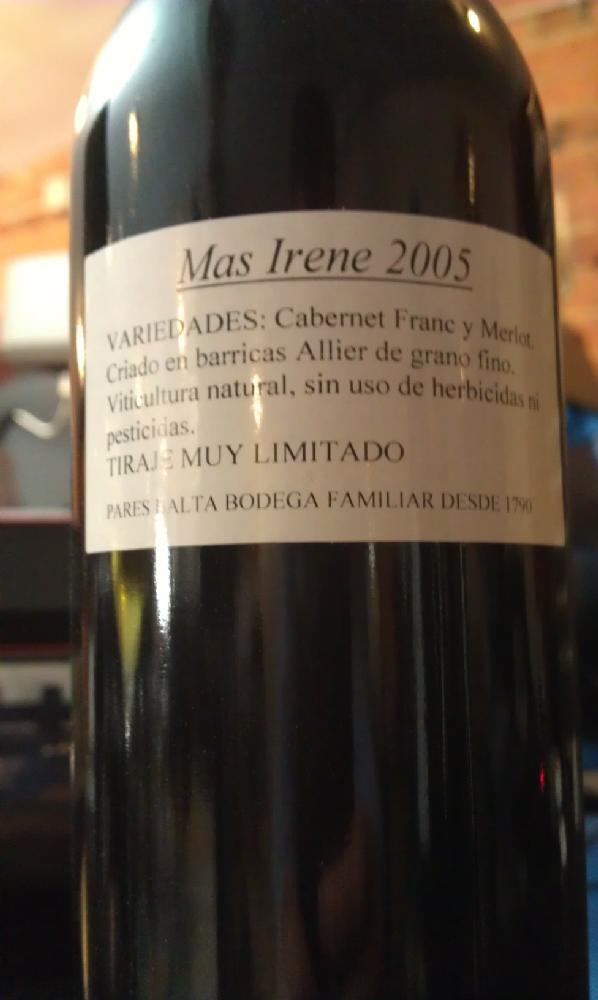 Mas Irene 2005
VARIEDADES: Cabernet Franc y Merlot.
Criado en barricas Allier de grano fino.
Viticultura natural, sin uso de herbicidas ni
pesticidas.
TIRAJE MUY LIMITADO
PARES BALTA BODEGA FAMILIAR DESDE 1790